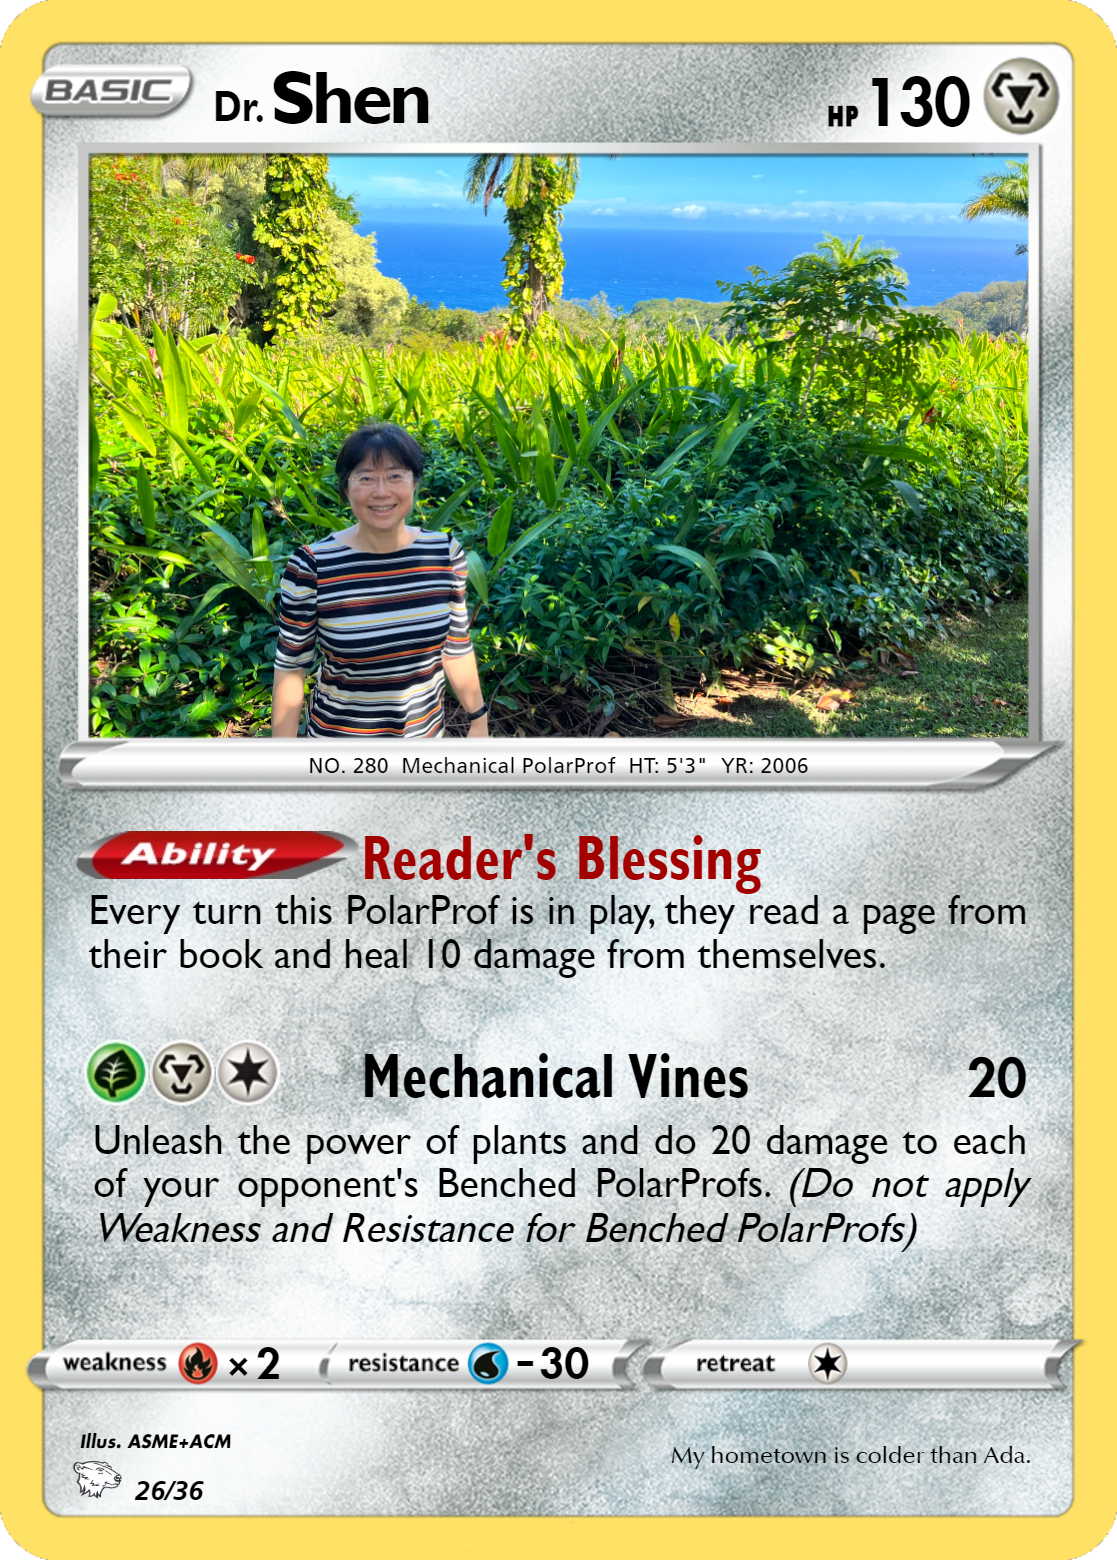 BASIC Dr. Shen HP 130
NO. 280 Mechanical PolarProf HT: 5'3" YR: 2006
Ability Reader's Blessing
Every turn this PolarProf is in play, they read a page from
their book and heal 10 damage from themselves.
Mechanical Vines 20
Unleash the power of plants and do 20 damage to each
of your opponent's Benched PolarProfs. (Do not apply
Weakness and Resistance for Benched PolarProfs)
weakness × 2 resistance -30 retreat
Illus. ASME+ACM
My hometown is colder than Ada.
26/36